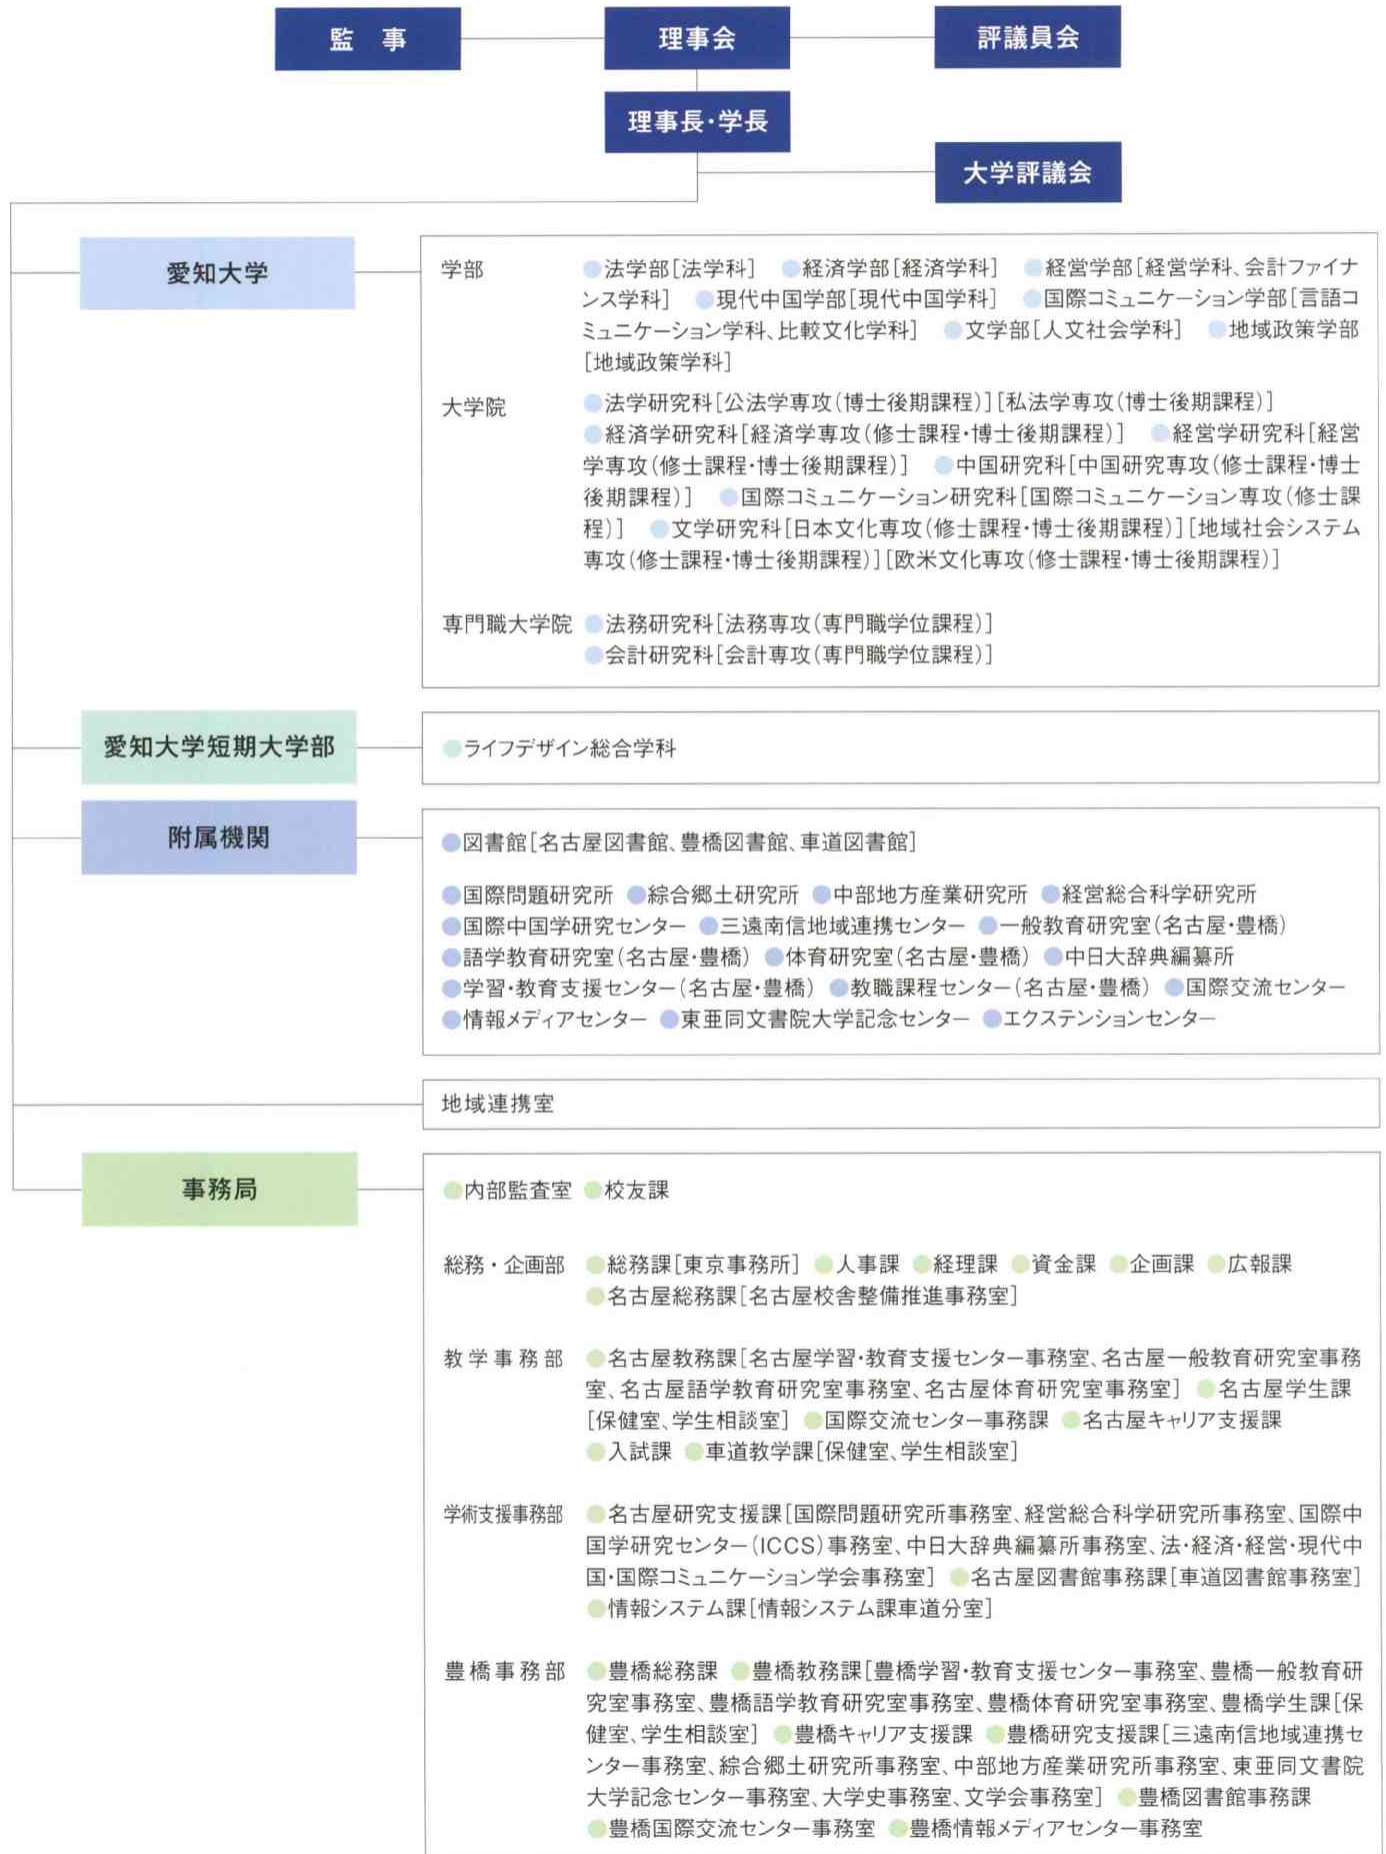 監　事
理事会
評議員会
理事長・学長
大学評議会
愛知大学
学部
●法学部[法学科]　●経済学部[経済学科]　●経営学部[経営学科、会計ファイナ
ンス学科]　●現代中国学部[現代中国学科]　●国際コミュニケーション学部[言語コ
ミュニケーション学科、比較文化学科]　●文学部[人文社会学科]　●地域政策学部
[地域政策学科]
大学院
●法学研究科[公法学専攻(博士後期課程)][私法学専攻(博士後期課程)]
●経済学研究科[経済学専攻(修士課程・博士後期課程)]　●経営学研究科[経営
学専攻(修士課程・博士後期課程)]　●中国研究科[中国研究専攻(修士課程・博士
後期課程)]　●国際コミュニケーション研究科[国際コミュニケーション専攻(修士課
程)]　●文学研究科[日本文化専攻(修士課程・博士後期課程)][地域社会システム
専攻(修士課程・博士後期課程)][欧米文化専攻(修士課程・博士後期課程)]
専門職大学院
●法務研究科[法務専攻(専門職学位課程)]
●会計研究科[会計専攻(専門職学位課程)]
愛知大学短期大学部
●ライフデザイン総合学科
附属機関
●図書館[名古屋図書館、豊橋図書館、車道図書館]
●国際問題研究所 ●綜合郷土研究所 ●中部地方産業研究所 ●経営総合科学研究所
●国際中国学研究センター ●三遠南信地域連携センター ●一般教育研究室(名古屋・豊橋)
●語学教育研究室(名古屋・豊橋) ●体育研究室(名古屋・豊橋) ●中日大辞典編纂所
●学習・教育支援センター(名古屋・豊橋) ●教職課程センター(名古屋・豊橋) ●国際交流センター
●情報メディアセンター ●東亜同文書院大学記念センター ●エクステンションセンター
地域連携室
事務局
●内部監査室 ●校友課
総務・企画部
●総務課[東京事務所] ●人事課 ●経理課 ●資金課 ●企画課 ●広報課
●名古屋総務課[名古屋校舎整備推進事務室]
教学事務部
●名古屋教務課[名古屋学習・教育支援センター事務室、名古屋一般教育研究室事務
室、名古屋語学教育研究室事務室、名古屋体育研究室事務室] ●名古屋学生課
[保健室、学生相談室] ●国際交流センター事務課 ●名古屋キャリア支援課
●入試課 ●車道教学課[保健室、学生相談室]
学術支援事務部
●名古屋研究支援課[国際問題研究所事務室、経営総合科学研究所事務室、国際中
国学研究センター(ICCS)事務室、中日大辞典編纂所事務室、法・経済・経営・現代中
国・国際コミュニケーション学会事務室] ●名古屋図書館事務課[車道図書館事務室]
●情報システム課[情報システム課車道分室]
豊橋事務部
●豊橋総務課 ●豊橋教務課[豊橋学習・教育支援センター事務室、豊橋一般教育研
究室事務室、豊橋語学教育研究室事務室、豊橋体育研究室事務室、豊橋学生課[保
健室、学生相談室] ●豊橋キャリア支援課 ●豊橋研究支援課[三遠南信地域連携セ
ンター事務室、綜合郷土研究所事務室、中部地方産業研究所事務室、東亜同文書院
大学記念センター事務室、大学史事務室、文学会事務室] ●豊橋図書館事務課
●豊橋国際交流センター事務室 ●豊橋情報メディアセンター事務室